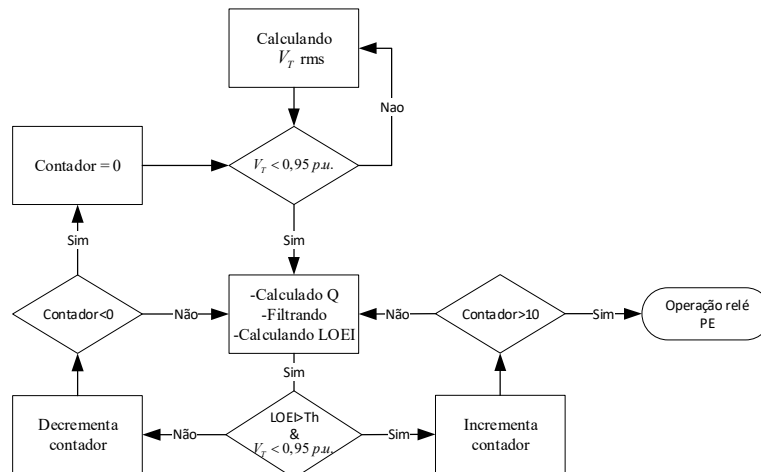 Calculando
V_T rms
Nao
Contador = 0
V_T < 0,95 p.u.
Sim
Sim
Contador<0
Não
-Calculado Q
-Filtrando
-Calculando LOEI
Não
Contador>10
Sim
Operação relé
PE
Sim
Decrementa
contador
Não
LOEI>Th
&
V_T < 0,95 p.u.
Sim
Incrementa
contador